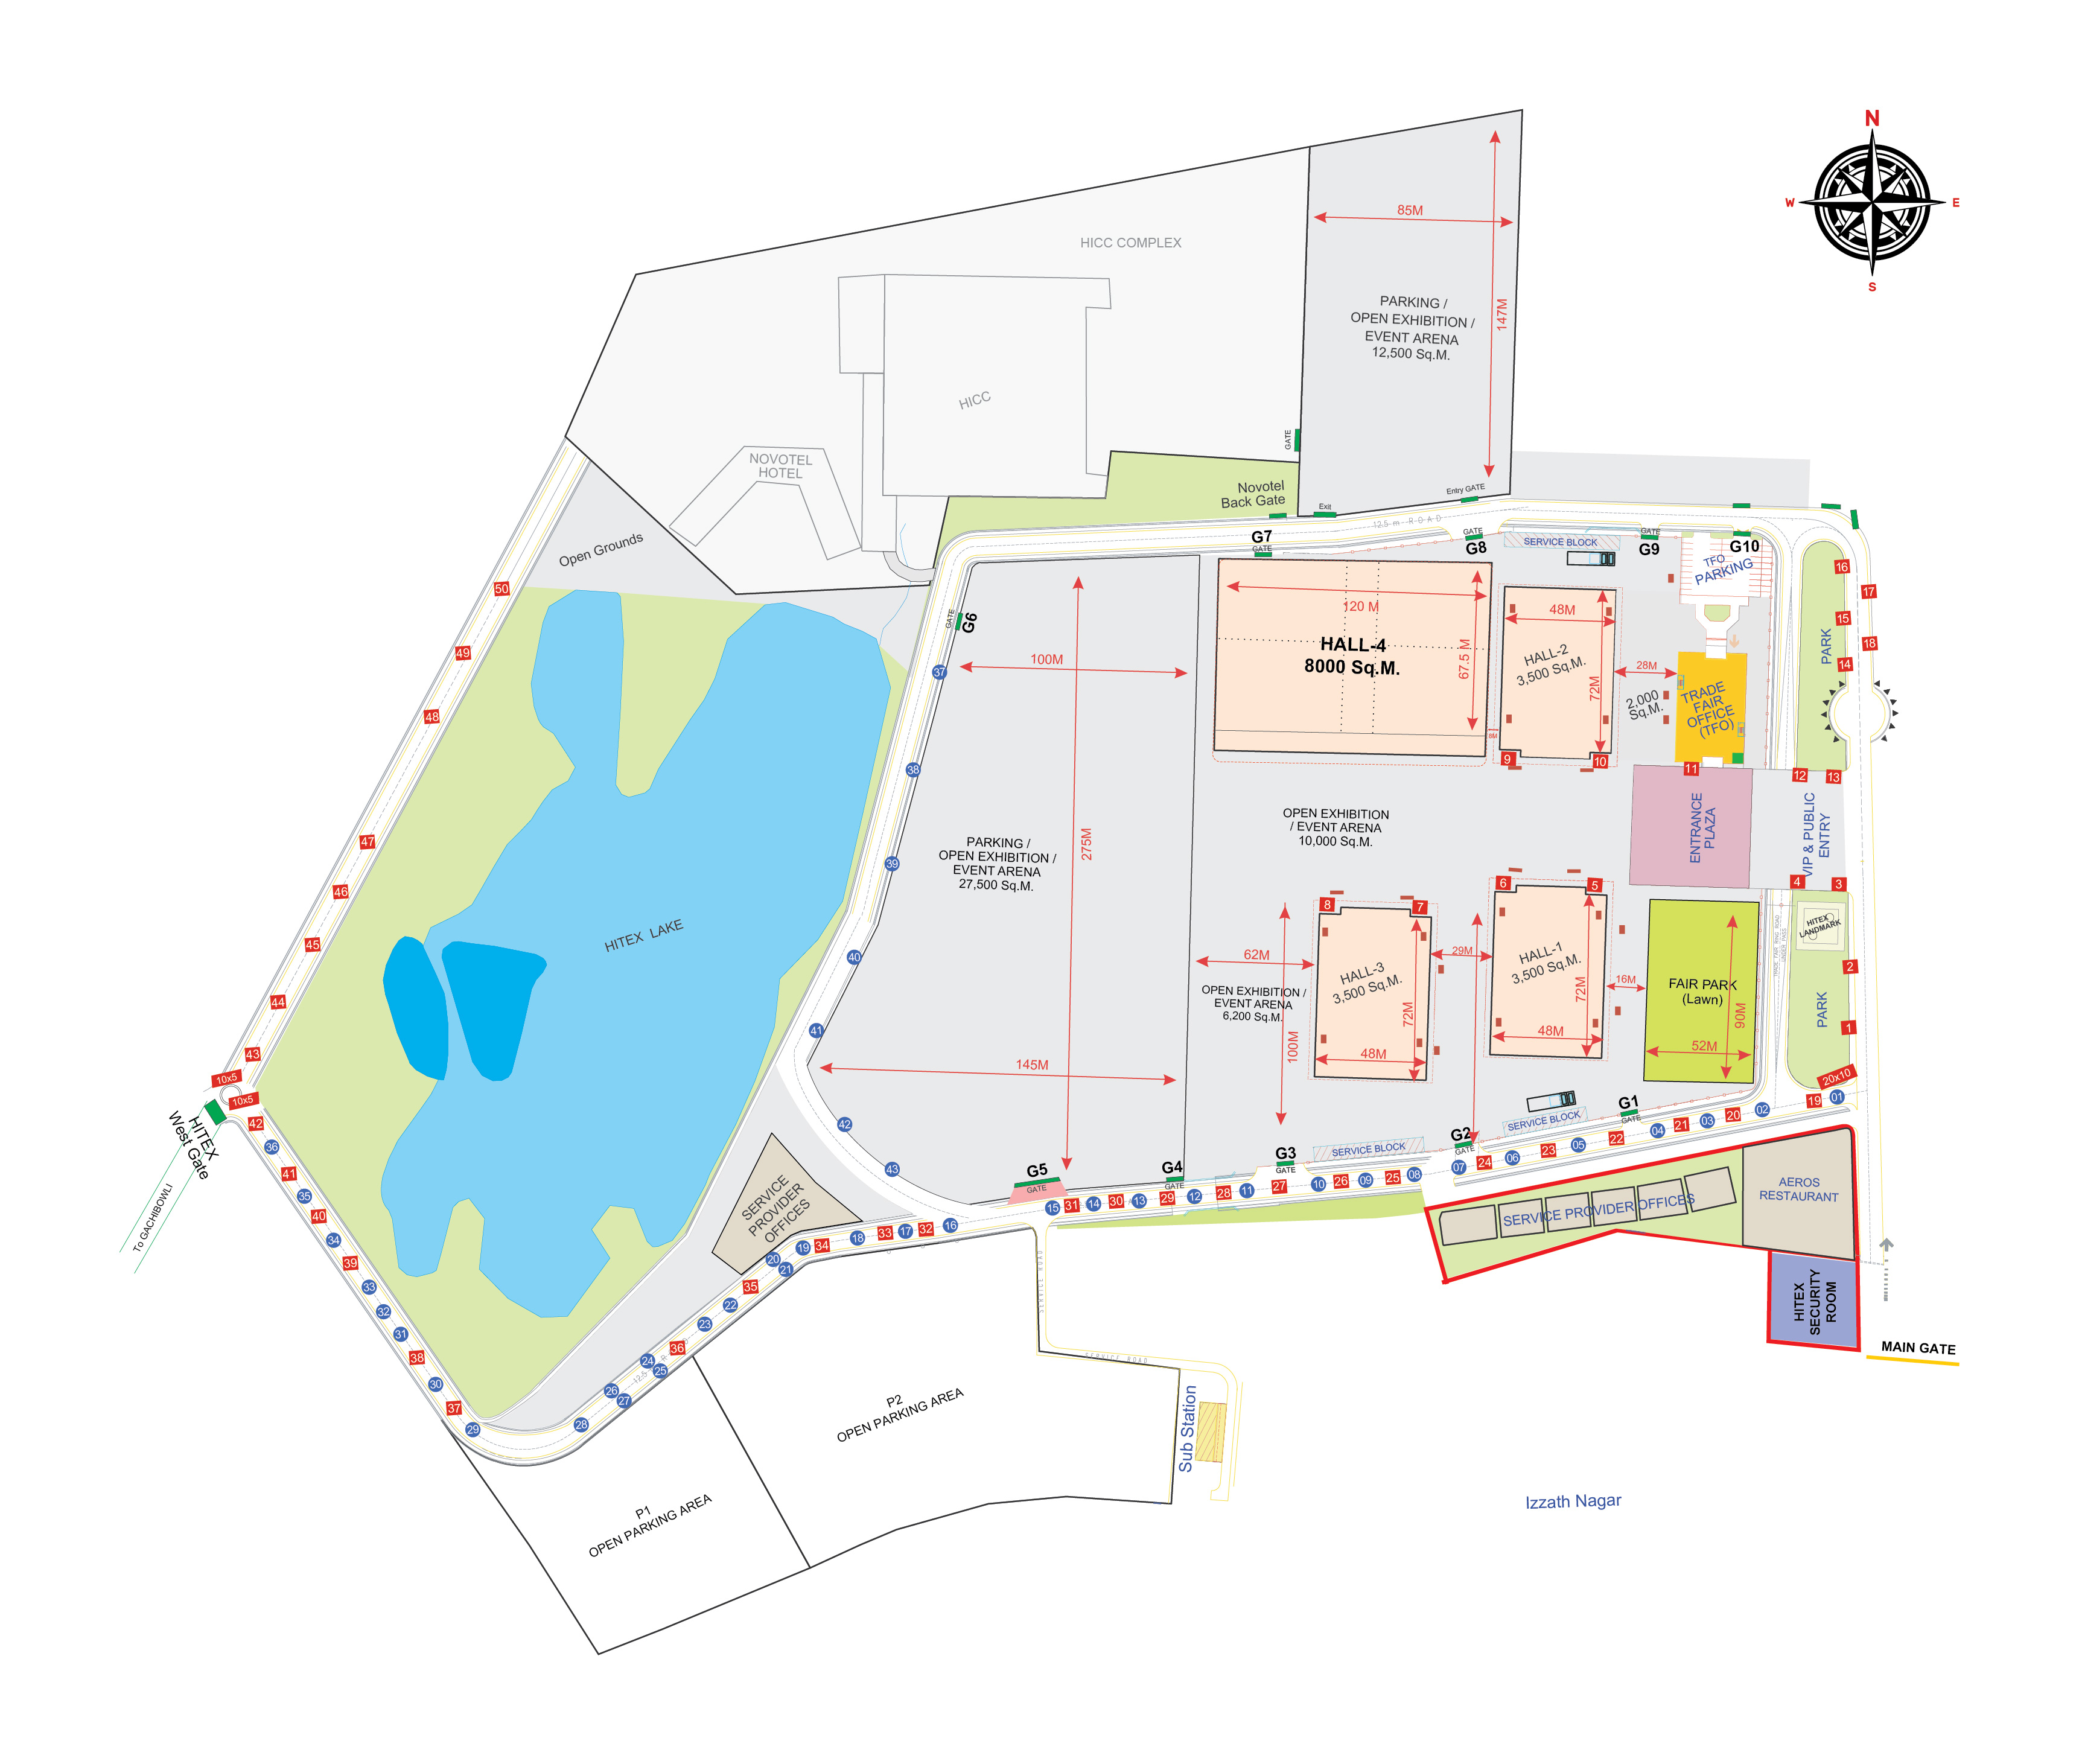 N
W
E
S
85M
HICC COMPLEX
147M
PARKING /
OPEN EXHIBITION /
EVENT ARENA
12,500 Sq.M.
HICC
GATE
NOVOTEL
HOTEL
Novotel
Back Gate
Entry GATE
Exit
12.5 m ROAD
Open Grounds
G7
GATE
GATE
G8
SERVICE BLOCK
GATE
G9
G10
TFO
PARKING
16
17
15
18
14
PARK
50
49
48
47
46
45
44
43
GATE
G6
37
38
39
40
41
42
43
100M
275M
145M
PARKING /
OPEN EXHIBITION /
EVENT ARENA
27,500 Sq.M.
120 M
HALL-4
8000 Sq.M.
67.5 M
8M
48M
HALL-2
3,500 Sq.M.
72M
28M
2,000
Sq.M.
TRADE
FAIR
OFFICE
(TFO)
9
10
11
12
13
ENTRANCE
PLAZA
VIP & PUBLIC
ENTRY
OPEN EXHIBITION
/ EVENT ARENA
10,000 Sq.M.
8
7
6
5
4
3
HITEX
LANDMARK
2
1
PARK
TRADE FAIR RING ROAD
UNDER PASS
62M
29M
16M
HALL-3
3,500 Sq.M.
72M
48M
HALL-1
3,500 Sq.M.
72M
48M
FAIR PARK
(Lawn)
90M
52M
OPEN EXHIBITION /
EVENT ARENA
6,200 Sq.M.
100M
HITEX LAKE
10x5
10x5
HITEX
West Gate
To GACHIBOWLI
20x10
SERVICE BLOCK
SERVICE BLOCK
G1
GATE
G2
GATE
G3
GATE
G4
GATE
G5
GATE
15
31
14
30
13
29
12
28
11
27
10
26
09
25
08
07
24
06
23
05
22
04
21
03
20
02
19
01
SERVICE
PROVIDER
OFFICES
SERVICE PROVIDER OFFICES
AEROS
RESTAURANT
HITEX
SECURITY
ROOM
MAIN GATE
42
36
41
35
40
34
39
33
32
31
38
30
37
29
28
27
26
12.5
25
24
36
23
22
35
21
20
19
34
18
33
17
32
16
SERVICE ROAD
SERVICE ROAD
Sub Station
P2
OPEN PARKING AREA
P1
OPEN PARKING AREA
Izzath Nagar